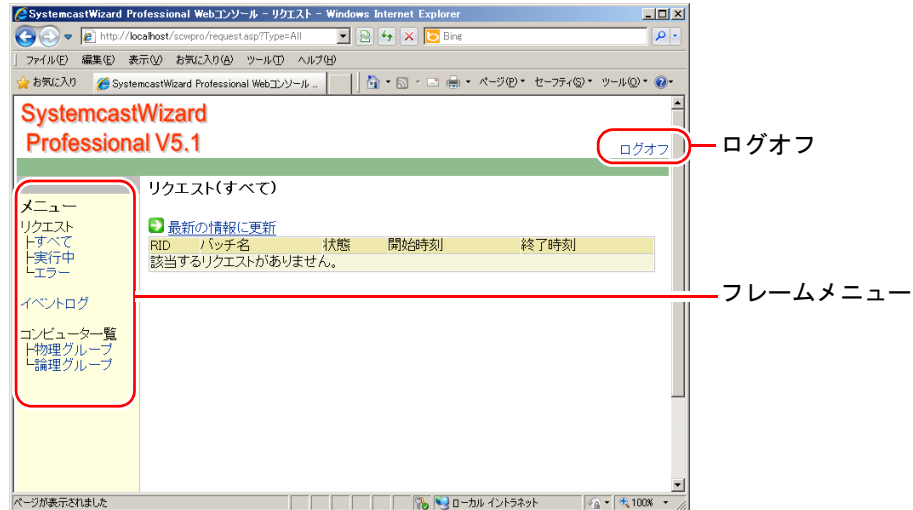 SystemcastWizard Professional Webコンソール - リクエスト - Windows Internet Explorer
http://localhost/scwpro/request.asp?Type=All
Bing
ファイル(F) 編集(E) 表示(V) お気に入り(A) ツール(T) ヘルプ(H)
お気に入り SystemcastWizard Professional Webコンソール ... ページ(P) セーフティ(S) ツール(O)
SystemcastWizard
Professional V5.1
ログオフ
ログオフ
メニュー
リクエスト
├すべて
├実行中
└エラー
イベントログ
コンピュータ一覧
├物理グループ
└論理グループ
リクエスト(すべて)
最新の情報に更新
RID バッチ名 状態 開始時刻 終了時刻
該当するリクエストがありません。
フレームメニュー
ページが表示されました ローカル イントラネット 100%